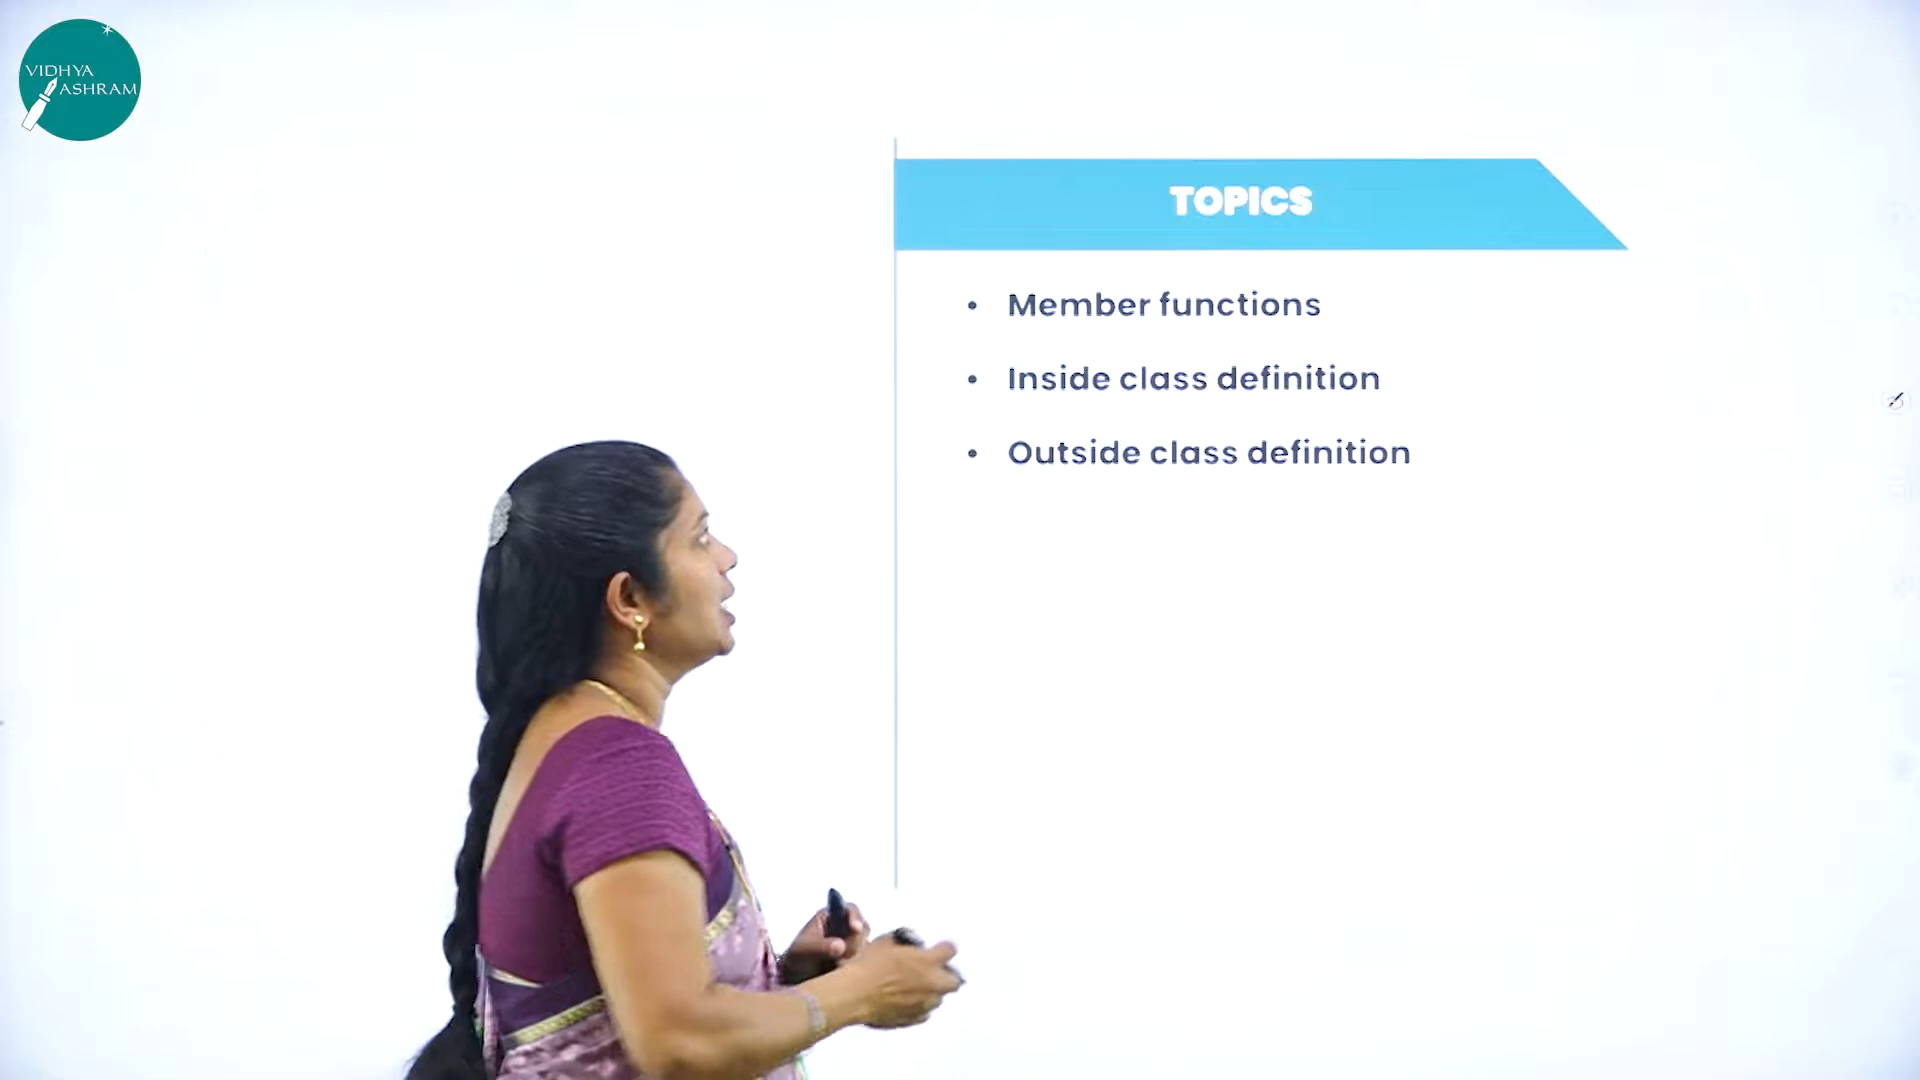 VIDHYA
ASHRAM
TOPICS
• Member functions
• Inside class definition
• Outside class definition